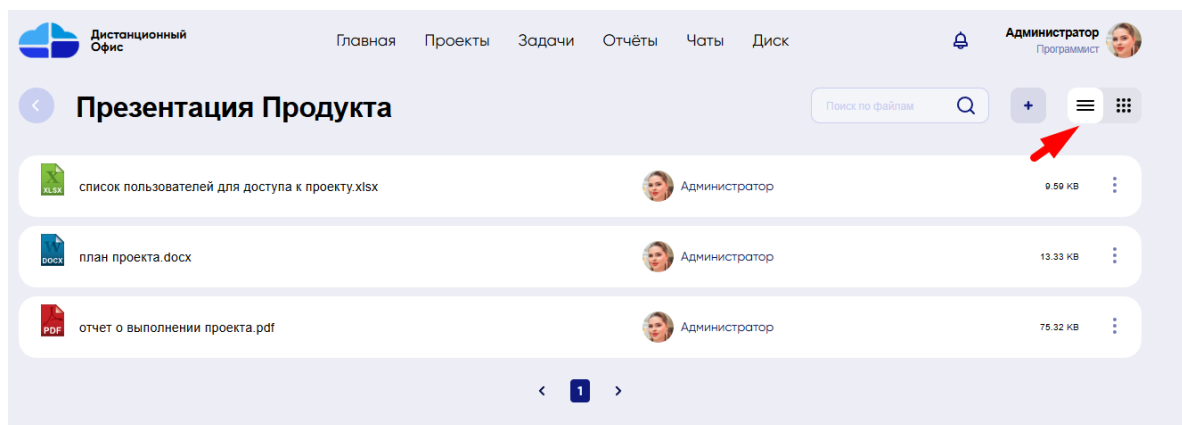 Дистанционный
Офис
Главная Проекты Задачи Отчёты Чаты Диск
Администратор
Программист
Презентация Продукта
Поиск по файлам
+
XLSX список пользователей для доступа к проекту.xlsx Администратор 9.59 KB
DOCX план проекта.docx Администратор 13.33 KB
PDF отчет о выполнении проекта.pdf Администратор 75.32 KB
< 1 >